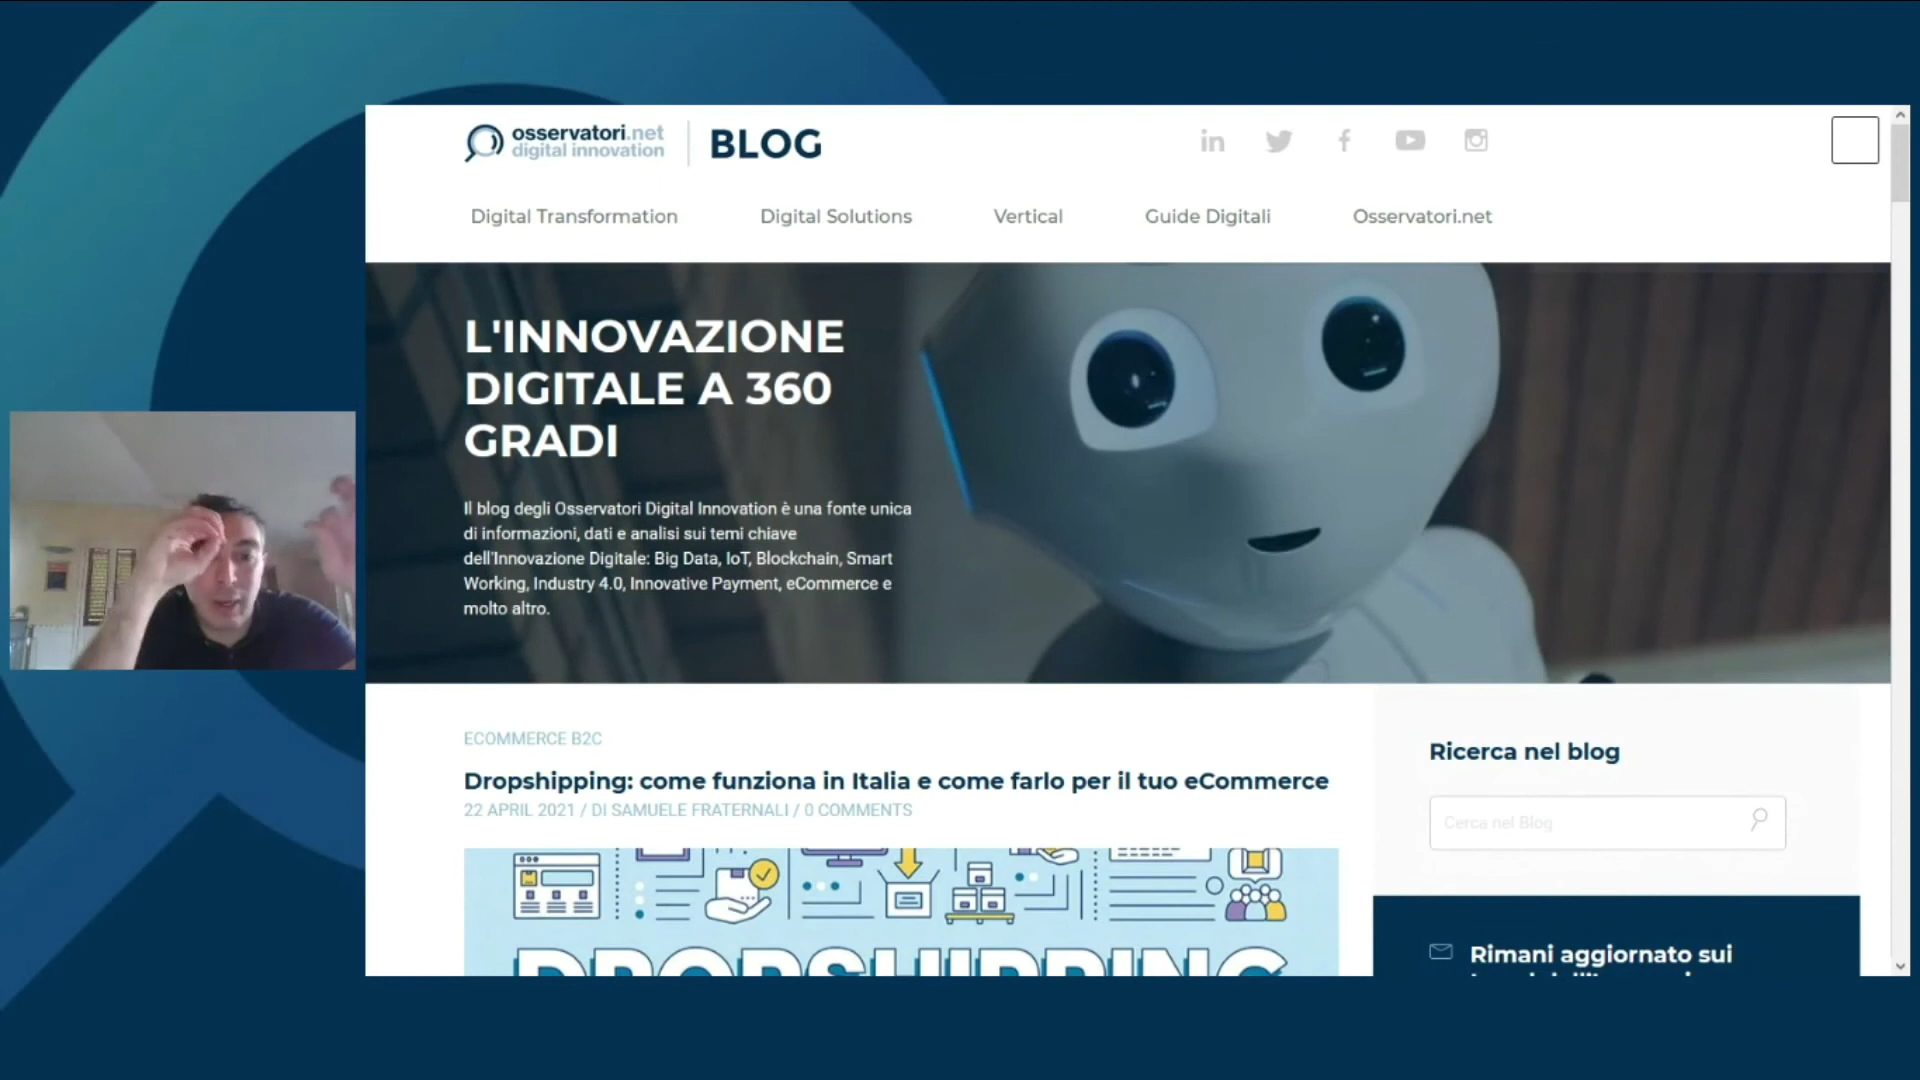 osservatori.net
digital innovation
BLOG
Digital Transformation
Digital Solutions
Vertical
Guide Digitali
Osservatori.net
L'INNOVAZIONE
DIGITALE A 360
GRADI
Il blog degli Osservatori Digital Innovation è una fonte unica
di informazioni, dati e analisi sui temi chiave
dell'Innovazione Digitale: Big Data, IoT, Blockchain, Smart
Working, Industry 4.0, Innovative Payment, eCommerce e
molto altro.
ECOMMERCE B2C
Dropshipping: come funziona in Italia e come farlo per il tuo eCommerce
22 APRIL 2021 / DI SAMUELE FRATERNALI / 0 COMMENTS
DROPSHIPPING
Ricerca nel blog
Cerca nel Blog
Rimani aggiornato sui